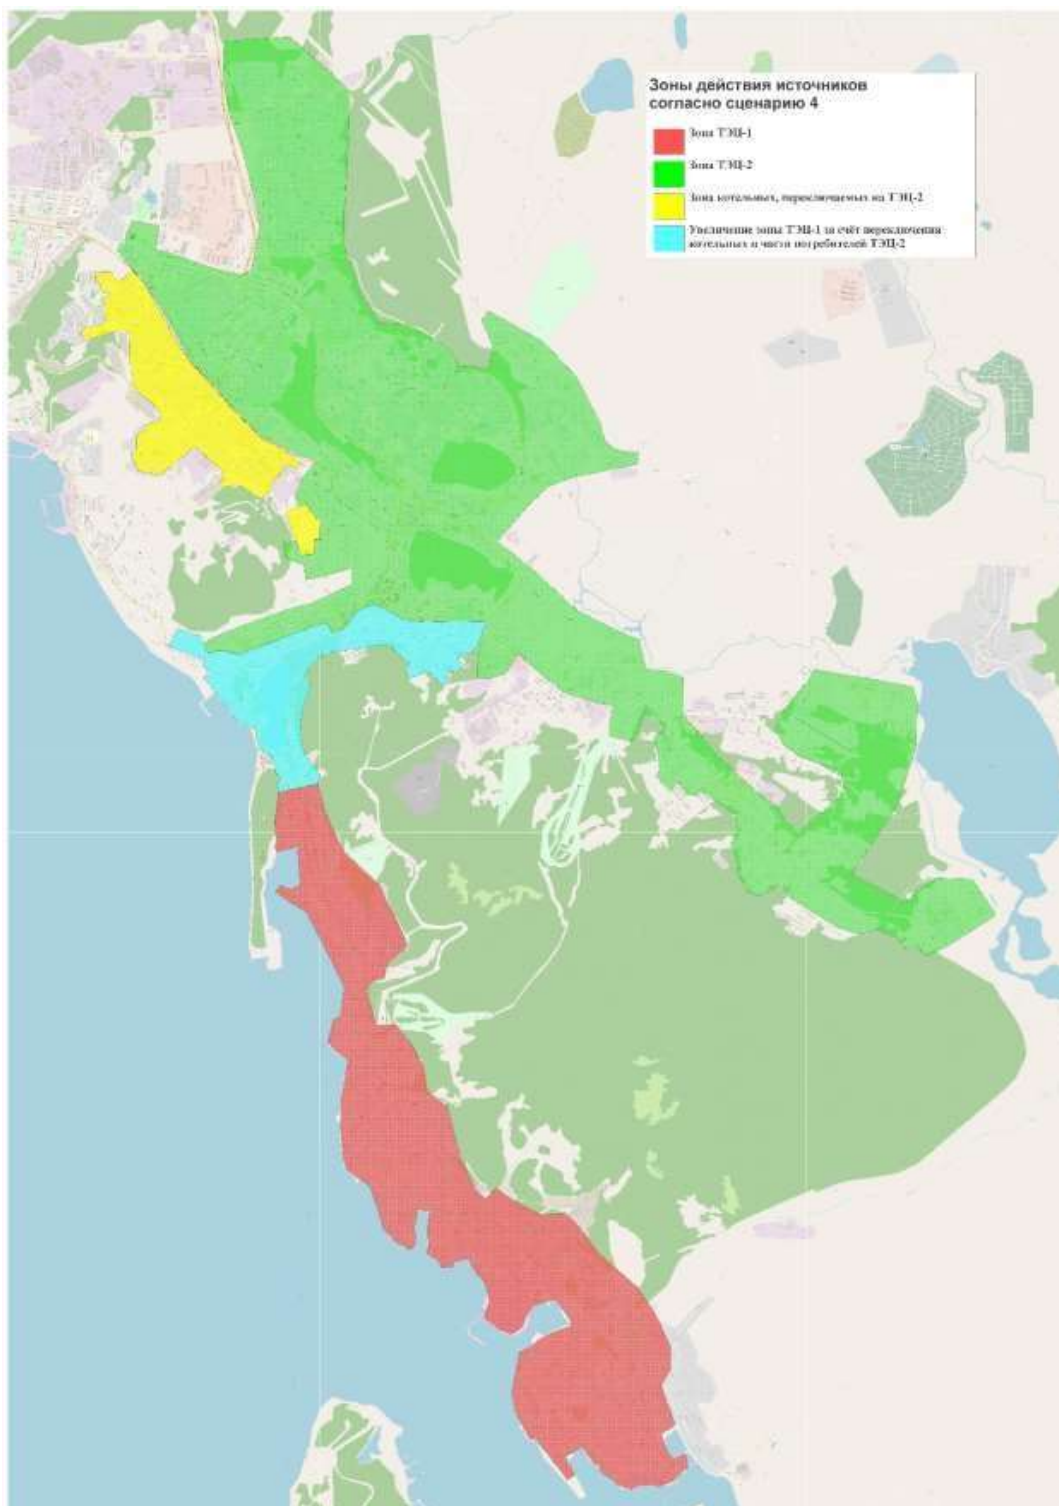 Зоны действия источников
согласно сценарию 4
Зона ТЭЦ-1
Зона ТЭЦ-2
Зона котельных, переключаемых на ТЭЦ-2
Увеличение зоны ТЭЦ-1 за счёт переключения
котельных и части потребителей ТЭЦ-2